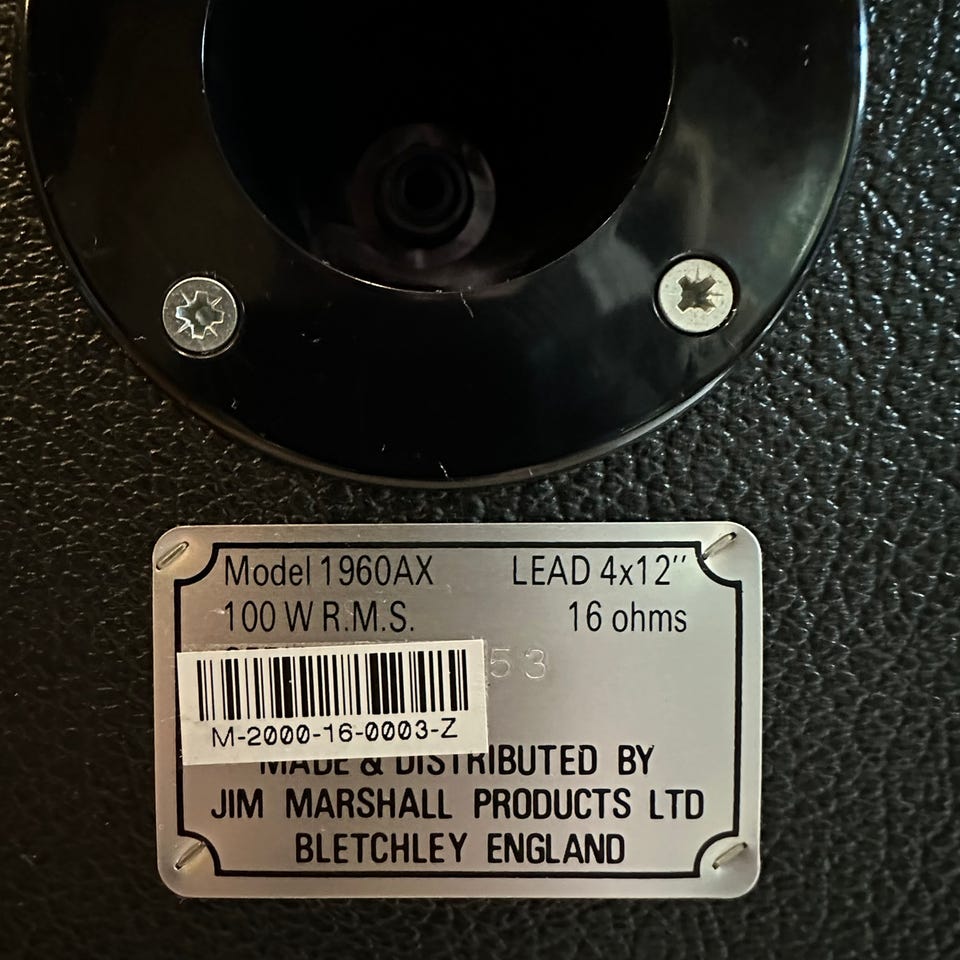 Model 1960AX LEAD 4x12"
100 W R.M.S. 16 ohms
53
M-2000-16-0003-Z
MADE & DISTRIBUTED BY
JIM MARSHALL PRODUCTS LTD
BLETCHLEY ENGLAND